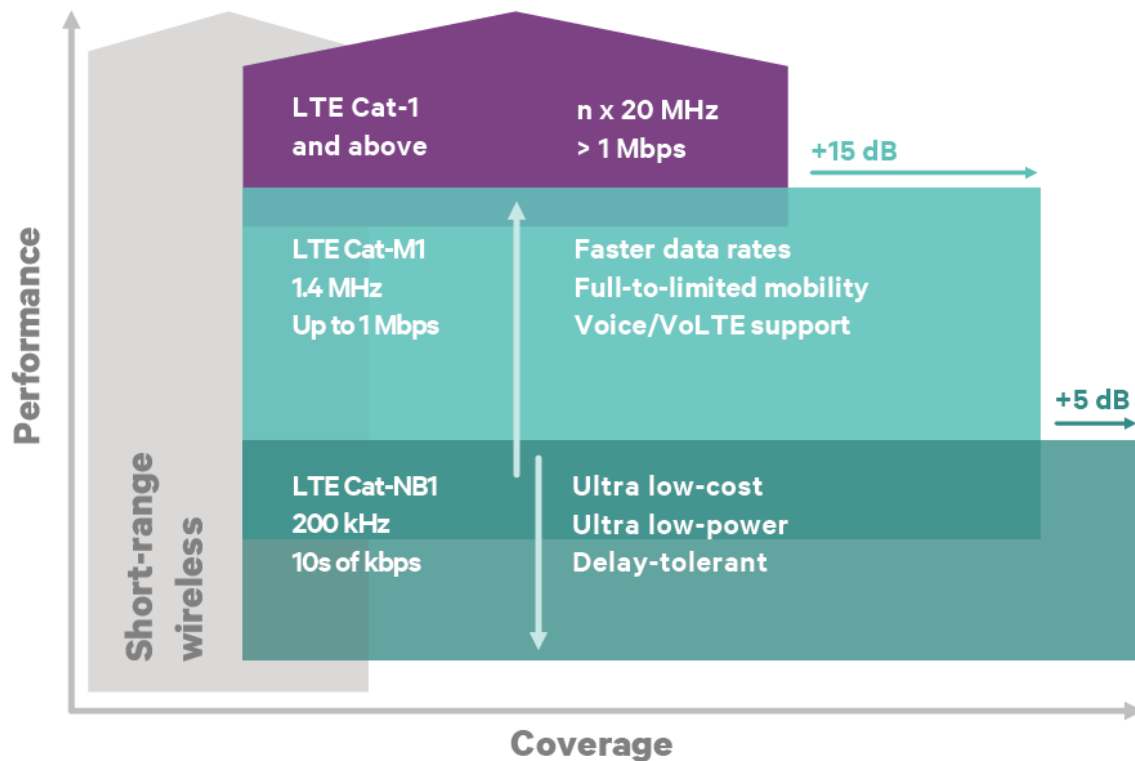 Performance
Short-range
wireless
LTE Cat-1
and above
n x 20 MHz
> 1 Mbps
+15 dB
LTE Cat-M1
1.4 MHz
Up to 1 Mbps
Faster data rates
Full-to-limited mobility
Voice/VoLTE support
+5 dB
LTE Cat-NB1
200 kHz
10s of kbps
Ultra low-cost
Ultra low-power
Delay-tolerant
Coverage